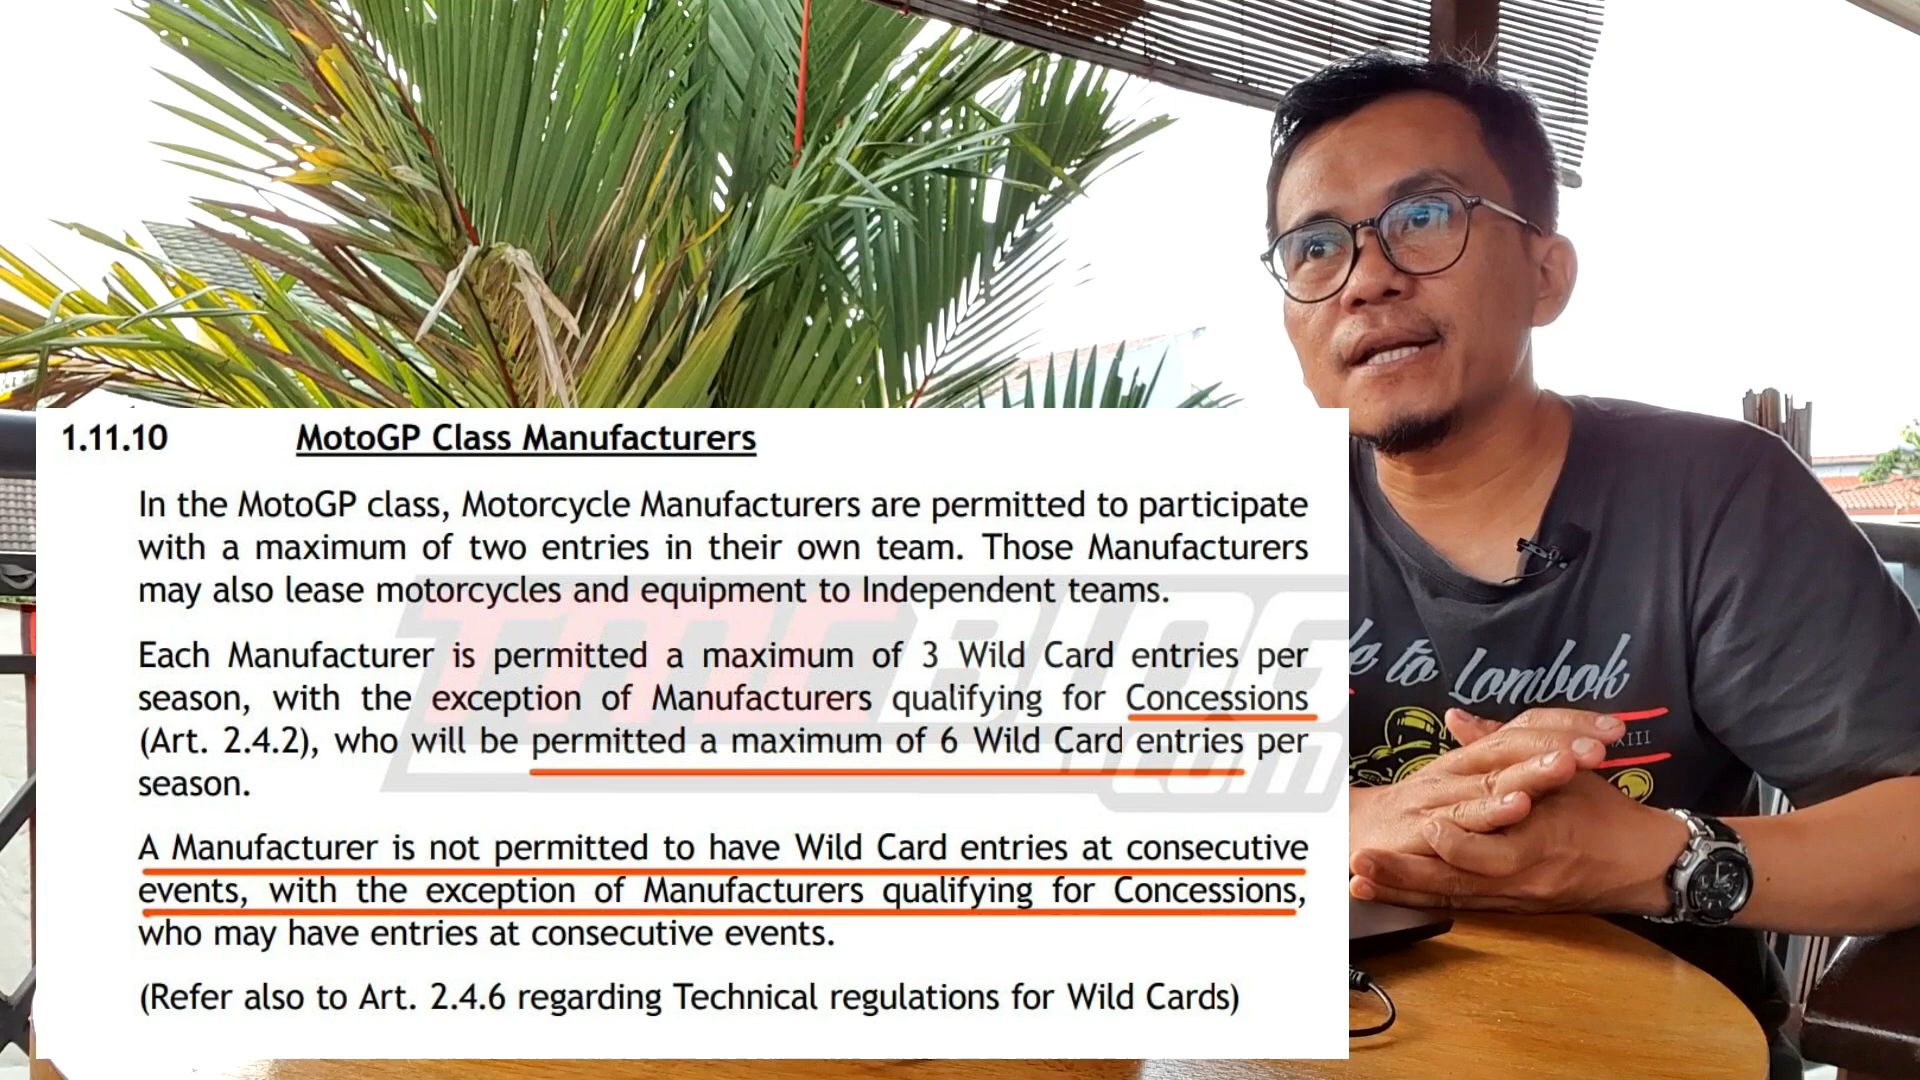 1.11.10 MotoGP Class Manufacturers
In the MotoGP class, Motorcycle Manufacturers are permitted to participate
with a maximum of two entries in their own team. Those Manufacturers
may also lease motorcycles and equipment to Independent teams.
Each Manufacturer is permitted a maximum of 3 Wild Card entries per
season, with the exception of Manufacturers qualifying for Concessions
(Art. 2.4.2), who will be permitted a maximum of 6 Wild Card entries per
season.
A Manufacturer is not permitted to have Wild Card entries at consecutive
events, with the exception of Manufacturers qualifying for Concessions,
who may have entries at consecutive events.
(Refer also to Art. 2.4.6 regarding Technical regulations for Wild Cards)
TMCBLOG
.com
to Lombok